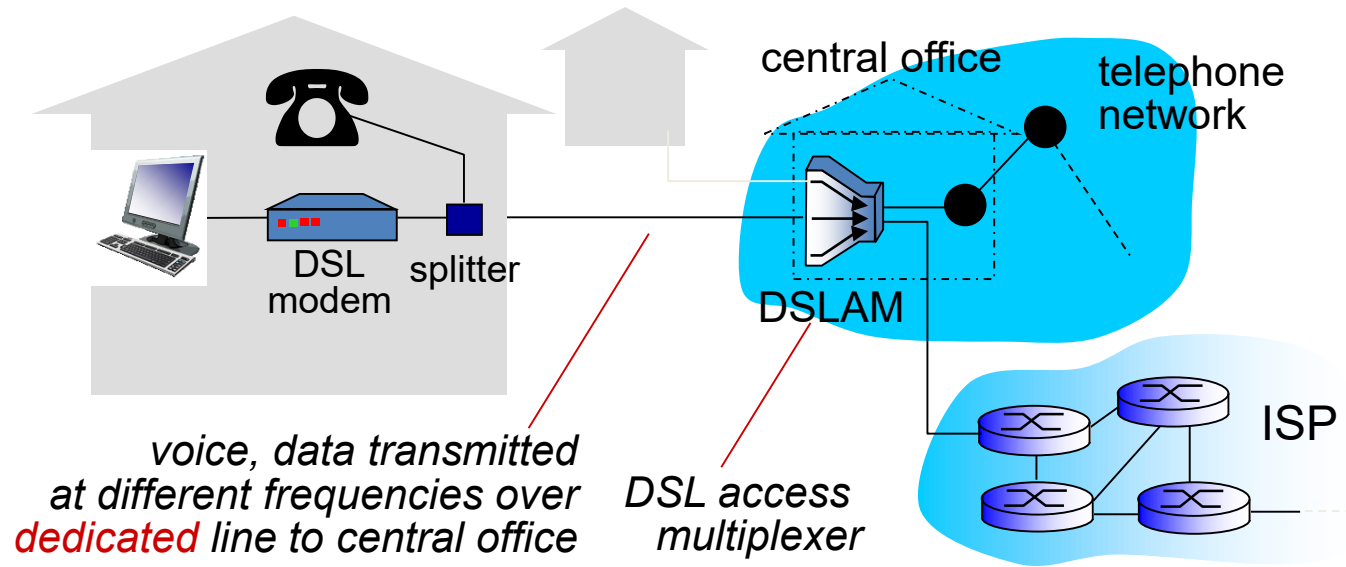 central office
telephone
network
DSL
modem
splitter
DSLAM
ISP
voice, data transmitted
at different frequencies over
dedicated line to central office
DSL access
multiplexer